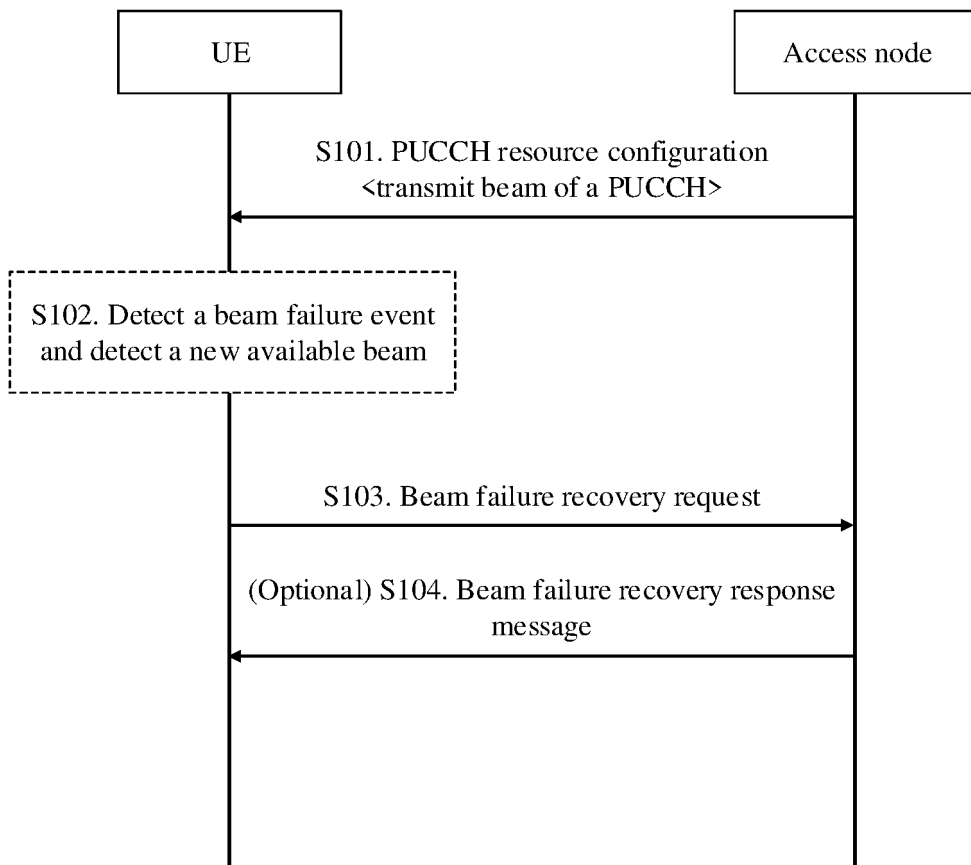 UE
Access node
S101. PUCCH resource configuration
<transmit beam of a PUCCH>
S102. Detect a beam failure event
and detect a new available beam
S103. Beam failure recovery request
(Optional) S104. Beam failure recovery response
message